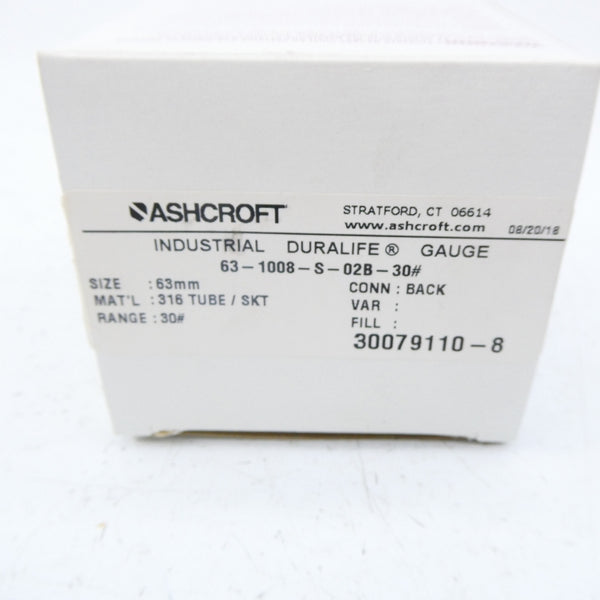 ASHCROFT
STRATFORD, CT 06614
www.ashcroft.com 08/20/18
INDUSTRIAL DURALIFE® GAUGE
63-1008-S-02B-30#
SIZE : 63mm
CONN : BACK
MAT'L : 316 TUBE / SKT
VAR :
RANGE : 30#
FILL :
30079110-8